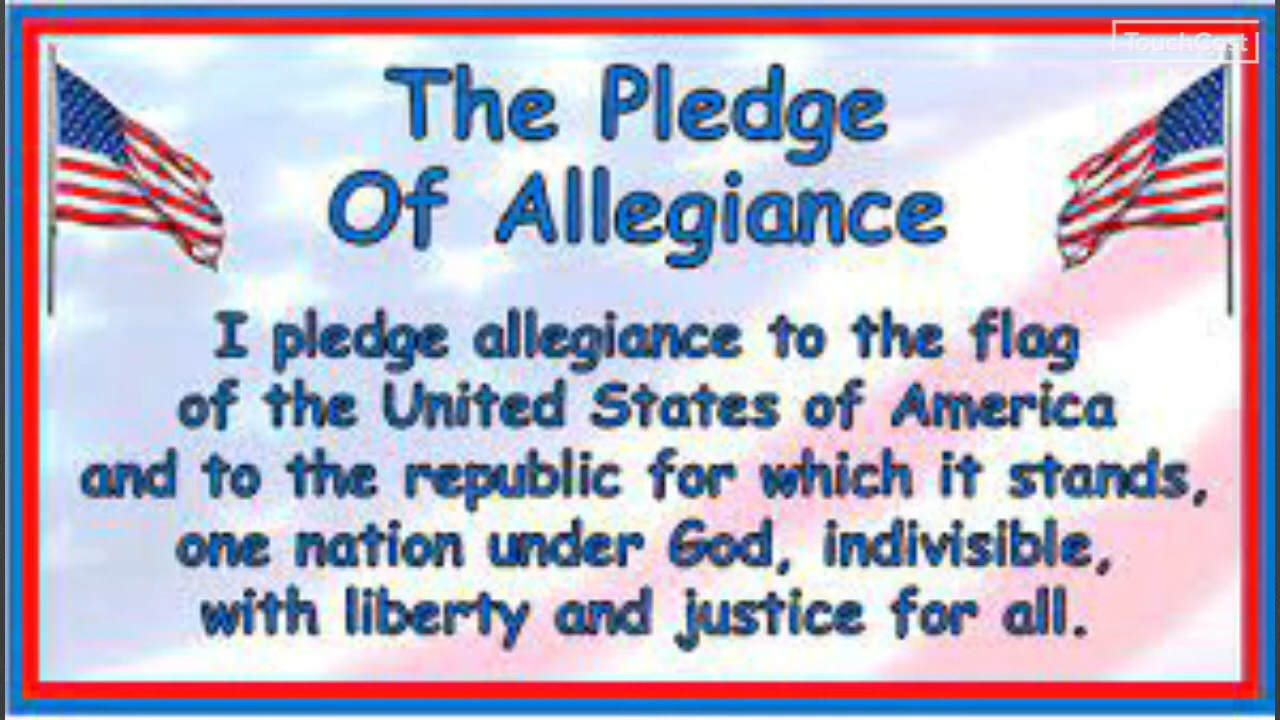 TouchCast
The Pledge
Of Allegiance
I pledge allegiance to the flag
of the United States of America
and to the republic for which it stands,
one nation under God, indivisible,
with liberty and justice for all.